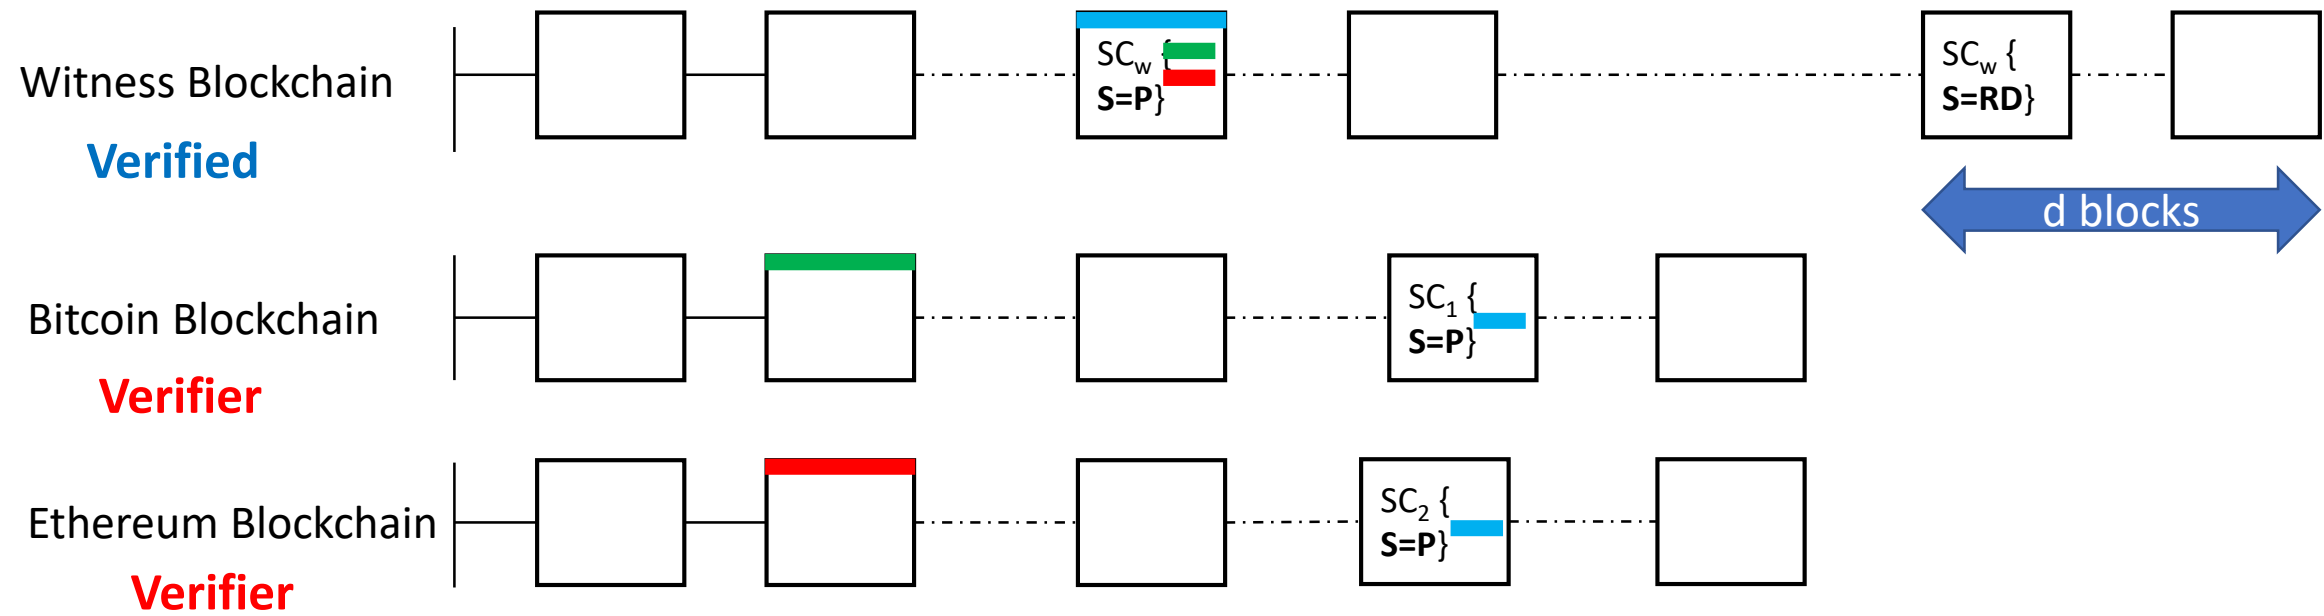 Witness Blockchain
Verified
SCw {
S=P}
SCw {
S=RD}
d blocks
Bitcoin Blockchain
Verifier
SC1 {
S=P}
Ethereum Blockchain
Verifier
SC2 {
S=P}